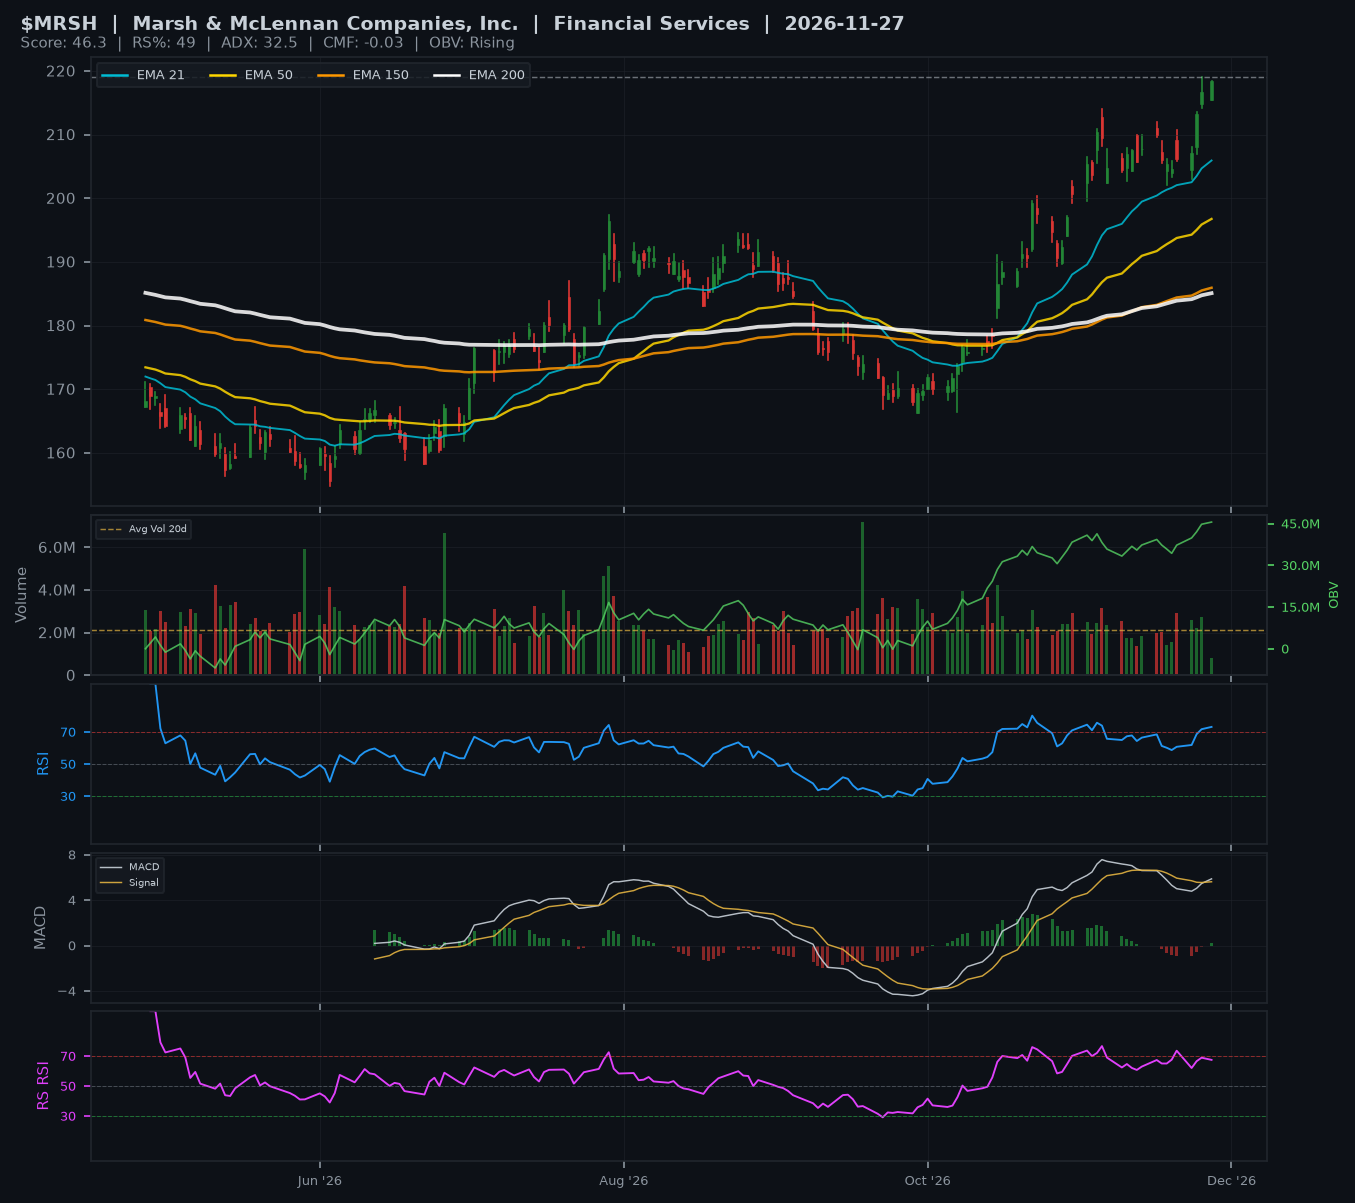 $MRSH | Marsh & McLennan Companies, Inc. | Financial Services | 2026-11-27
Score: 46.3 | RS%: 49 | ADX: 32.5 | CMF: -0.03 | OBV: Rising
EMA 21
EMA 50
EMA 150
EMA 200
220
210
200
190
180
170
160
Avg Vol 20d
Volume
6.0M
4.0M
2.0M
0
45.0M
30.0M
15.0M
0
OBV
RSI
70
50
30
MACD
Signal
MACD
8
4
0
−4
RS RSI
70
50
30
Jun '26
Aug '26
Oct '26
Dec '26